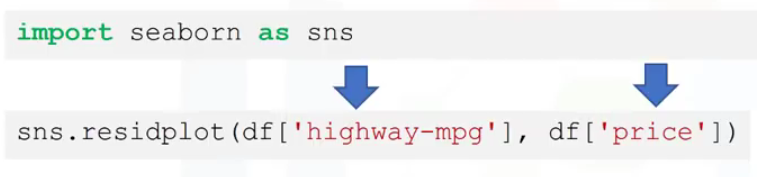 import seaborn as sns
sns.residplot(df['highway-mpg'], df['price'])